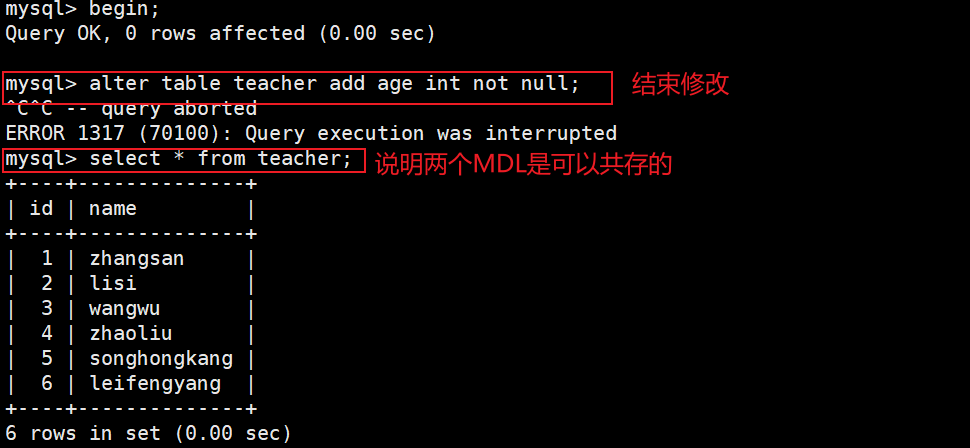 mysql> begin;
Query OK, 0 rows affected (0.00 sec)
mysql> alter table teacher add age int not null; 结束修改
^C^C -- query aborted
ERROR 1317 (70100): Query execution was interrupted
mysql> select * from teacher; 说明两个MDL是可以共存的
+----+--------------+
| id | name         |
+----+--------------+
|  1 | zhangsan     |
|  2 | lisi         |
|  3 | wangwu       |
|  4 | zhaoliu      |
|  5 | songhongkang |
|  6 | leifengyang  |
+----+--------------+
6 rows in set (0.00 sec)